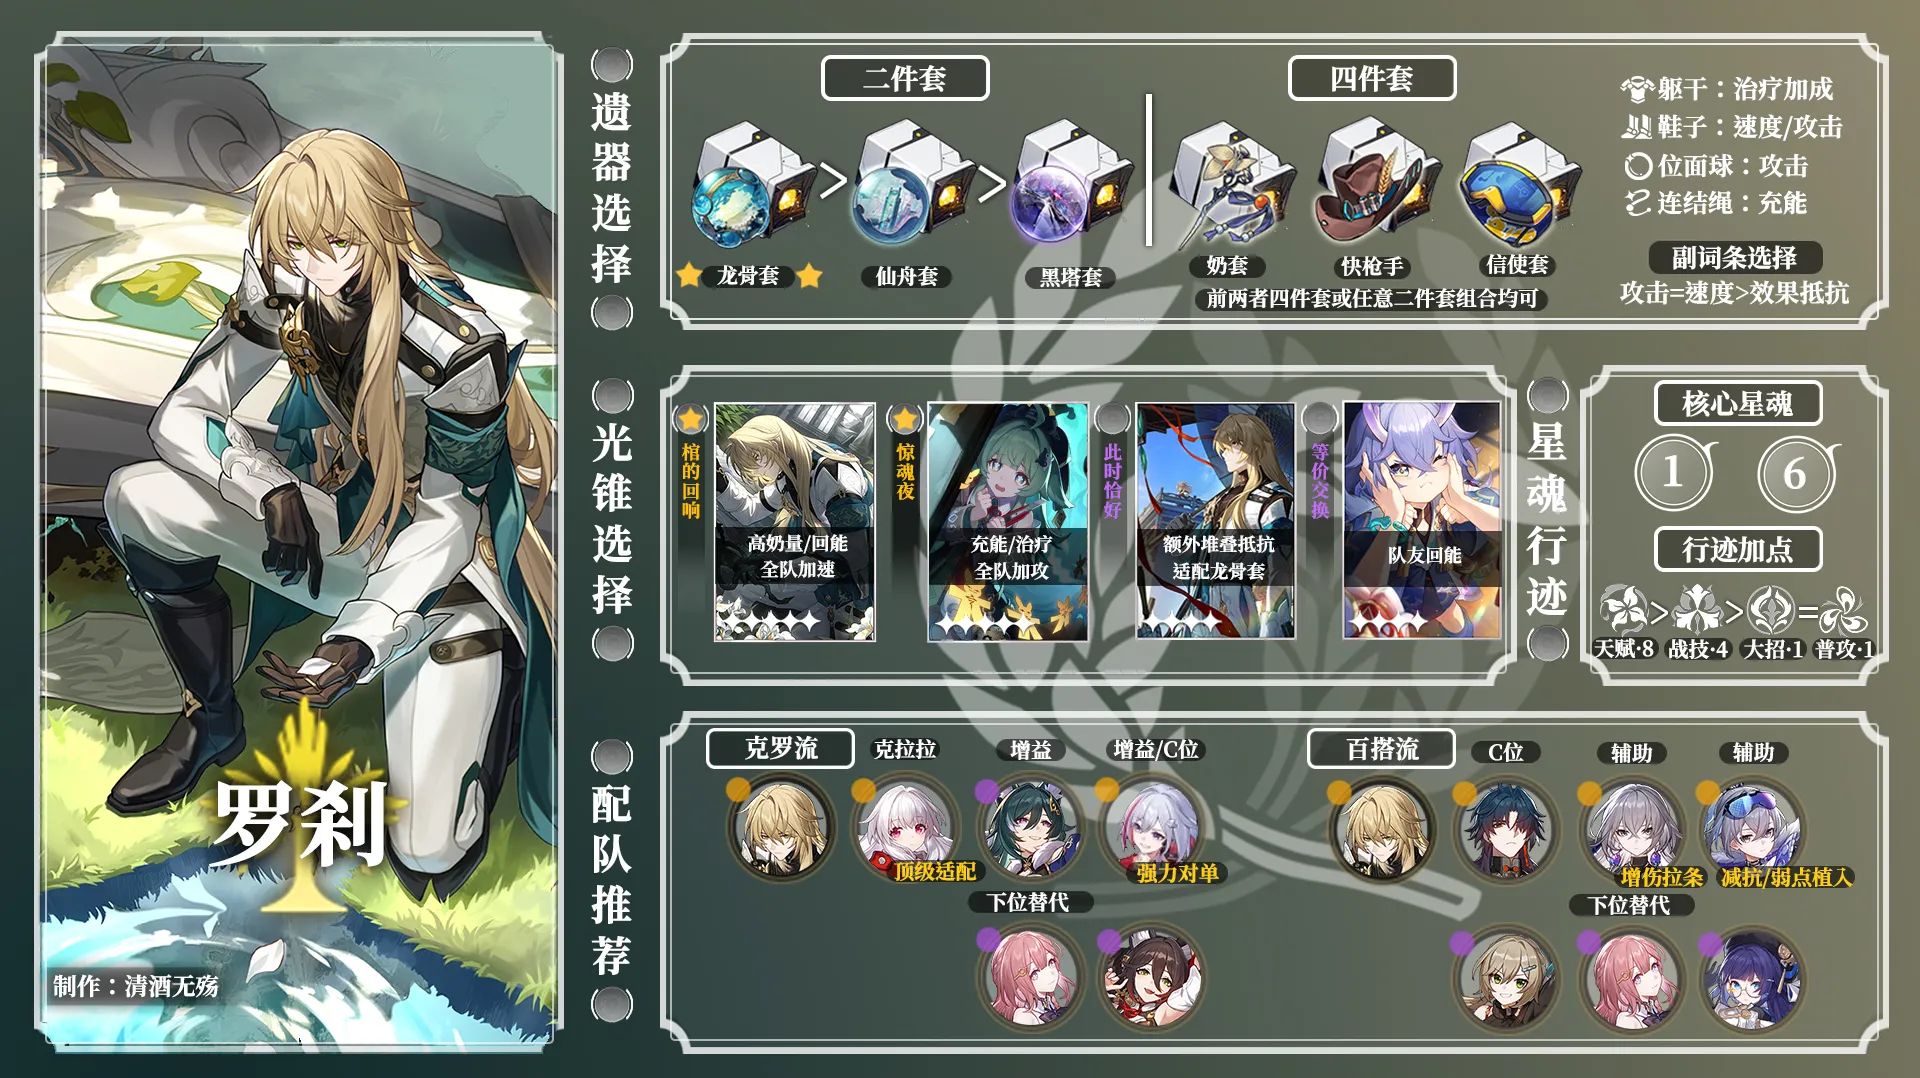 罗刹
制作：清酒无殇
遗器选择
二件套
龙骨套
>
仙舟套
>
黑塔套
四件套
奶套
快枪手
信使套
前两者四件套或任意二件套组合均可
躯干：治疗加成
鞋子：速度/攻击
位面球：攻击
连结绳：充能
副词条选择
攻击=速度>效果抵抗
光锥选择
棺的回响
高奶量/回能
全队加速
惊魂夜
充能/治疗
全队加攻
此时恰好
额外堆叠抵抗
适配龙骨套
等价交换
队友回能
星魂行迹
核心星魂
1
6
行迹加点
> > =
天赋·8
战技·4
大招·1
普攻·1
配队推荐
克罗流
克拉拉
增益
增益/C位
顶级适配
强力对单
下位替代
百搭流
C位
辅助
辅助
增伤拉条
减抗/弱点植入
下位替代